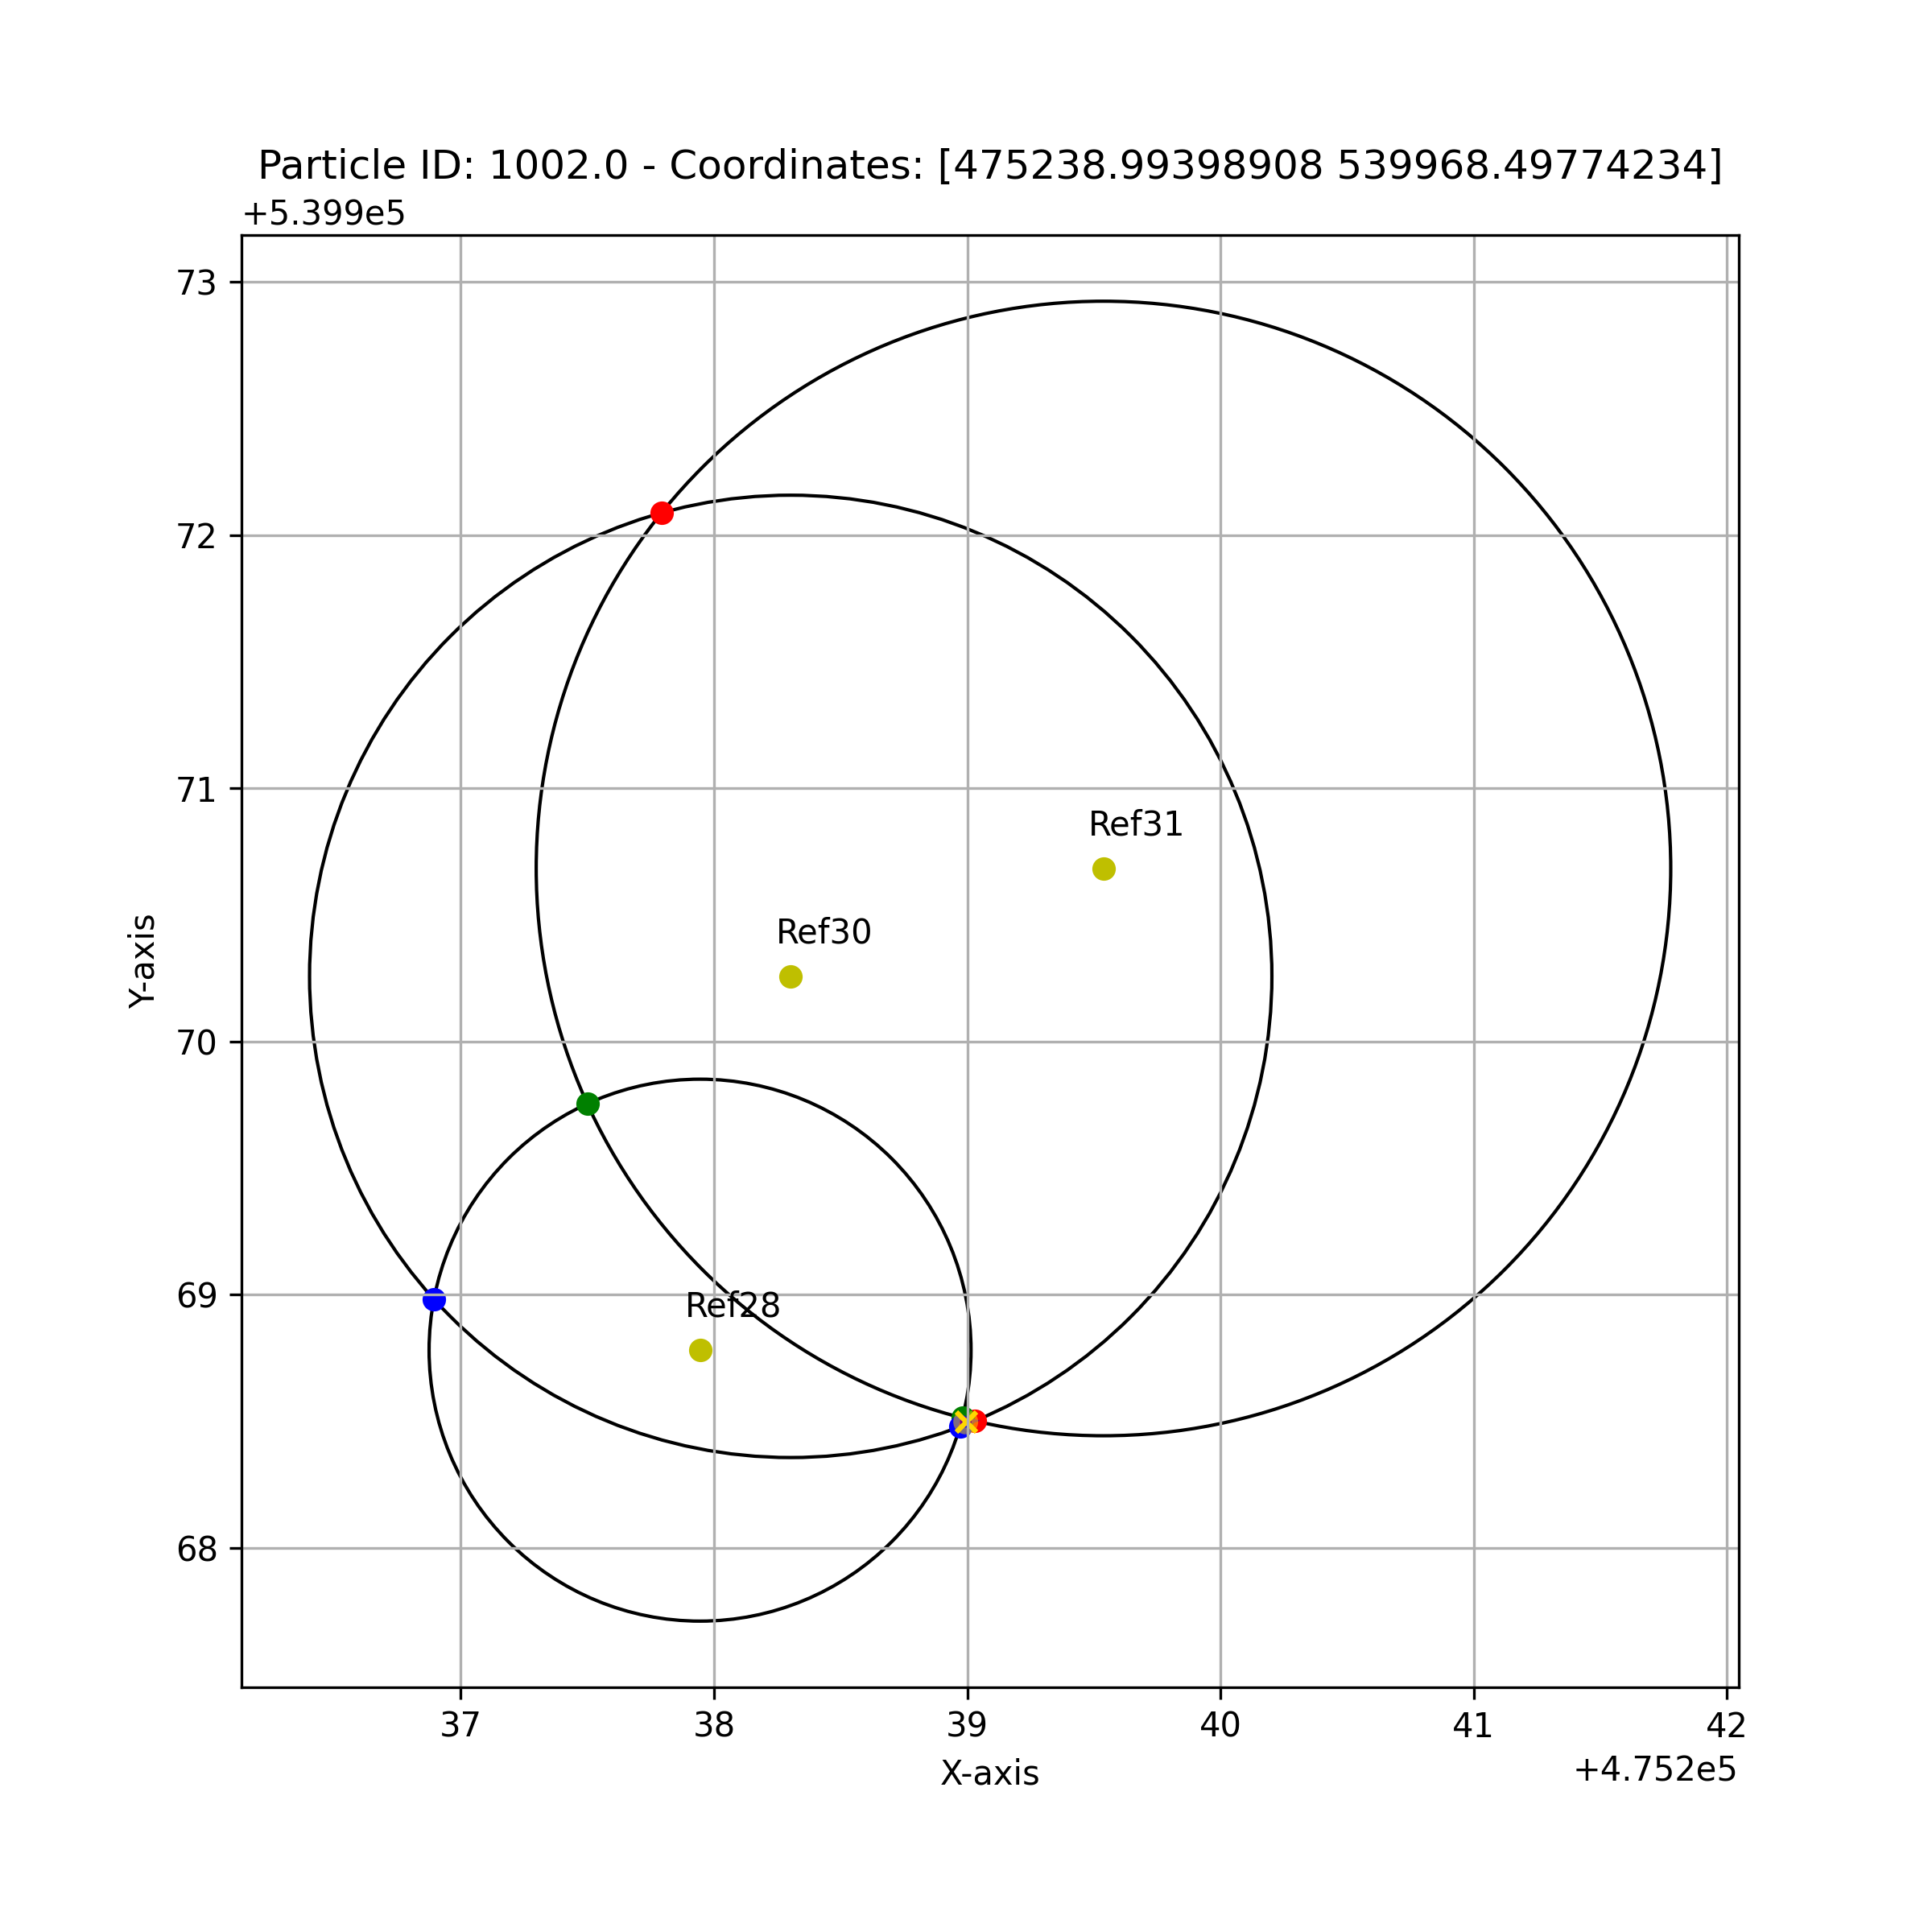 Particle ID: 1002.0 - Coordinates: [475238.99398908 539968.49774234]
+5.399e5
73
72
71
70
69
68
Y-axis
Ref31
Ref30
Ref28
37 38 39 40 41 42
X-axis
+4.752e5